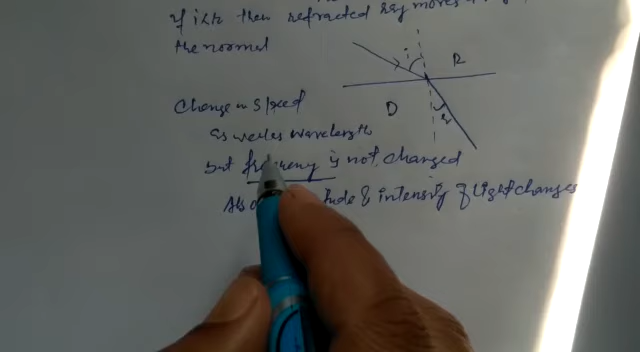 If i>r then refracted ray moves
the normal
i
R
Change in Speed
D
as well as wavelength
r
but frequency is not changed
Also hude & intensity of light changes